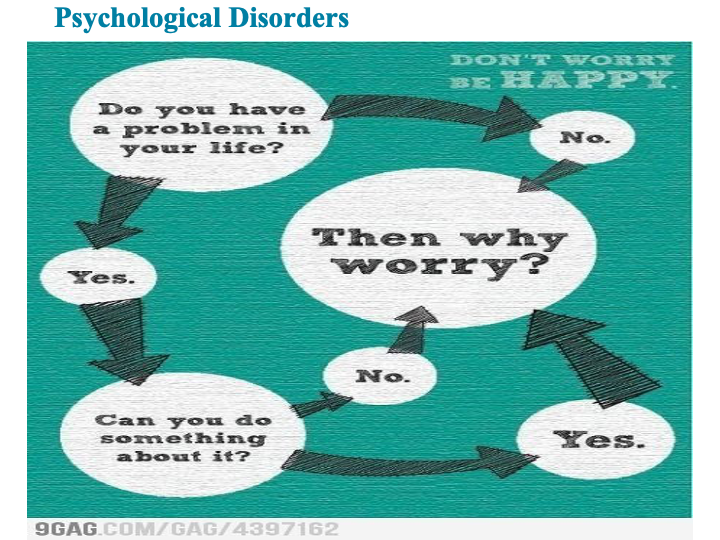 Psychological Disorders
DON'T WORRY
BE HAPPY.
Do you have
a problem in
your life?
No.
Then why
worry?
Yes.
No.
Can you do
something
about it?
Yes.
9GAG.COM/GAG/4397162